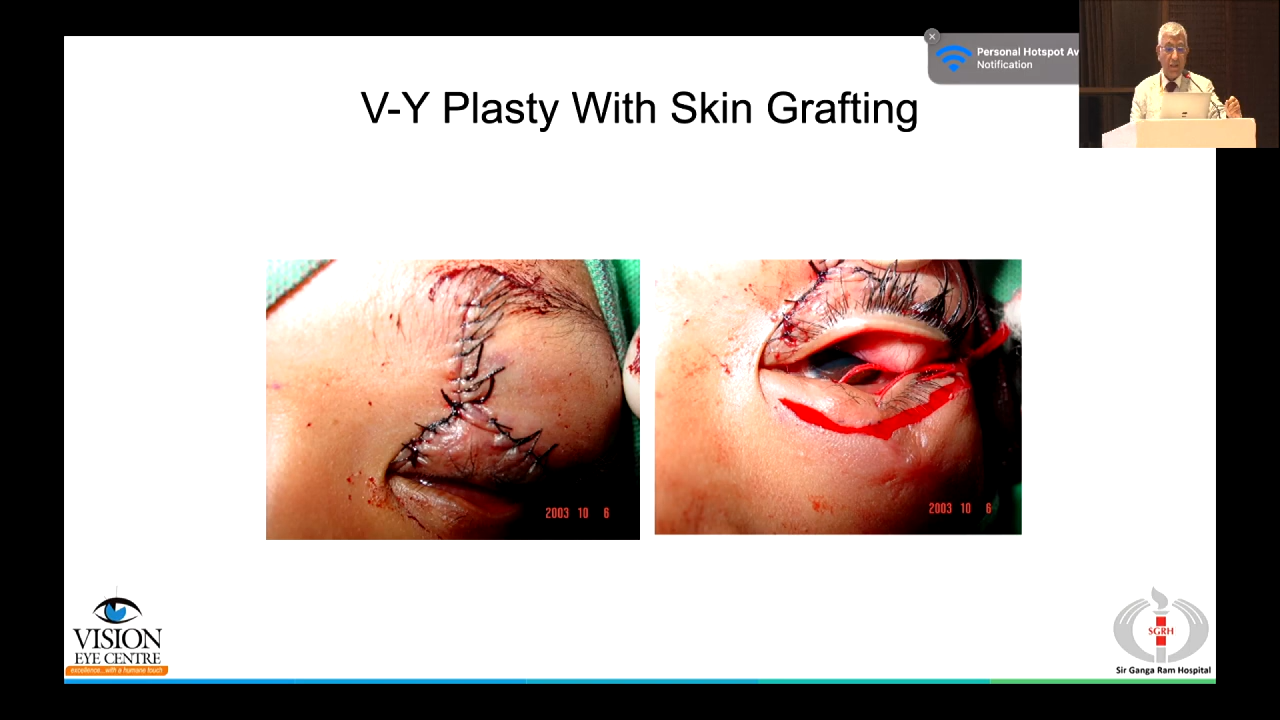 Personal Hotspot Av
Notification
V-Y Plasty With Skin Grafting
2003 10 6
2003 10 6
VISION
EYE CENTRE
excellence...with a humane touch
SGRH
Sir Ganga Ram Hospital